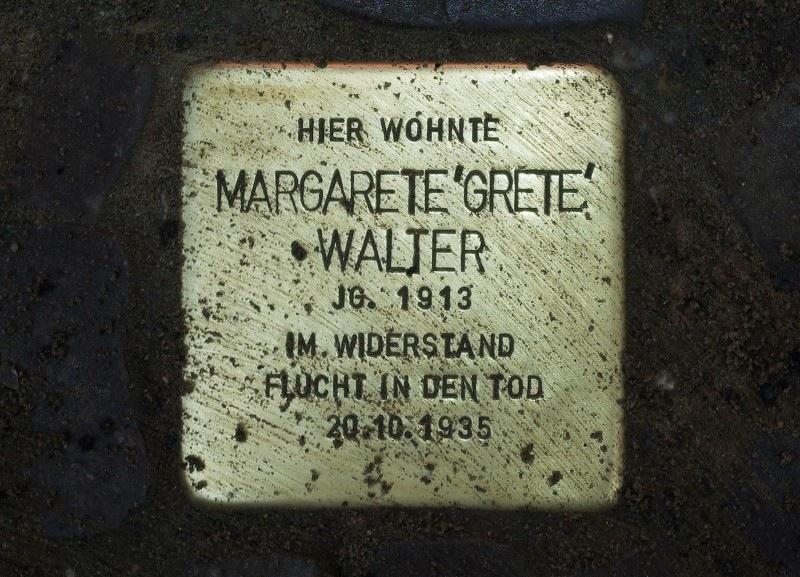 HIER WOHNTE
MARGARETE 'GRETE'
WALTER
JG. 1913
IM WIDERSTAND
FLUCHT IN DEN TOD
20.10.1935